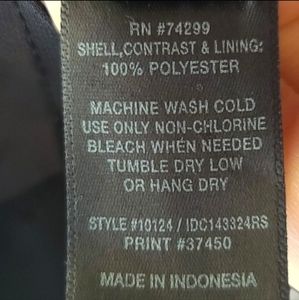 RN #74299
SHELL,CONTRAST & LINING:
100% POLYESTER
MACHINE WASH COLD
USE ONLY NON-CHLORINE
BLEACH WHEN NEEDED
TUMBLE DRY LOW
OR HANG DRY
STYLE #10124 / IDC143324RS
PRINT #37450
MADE IN INDONESIA